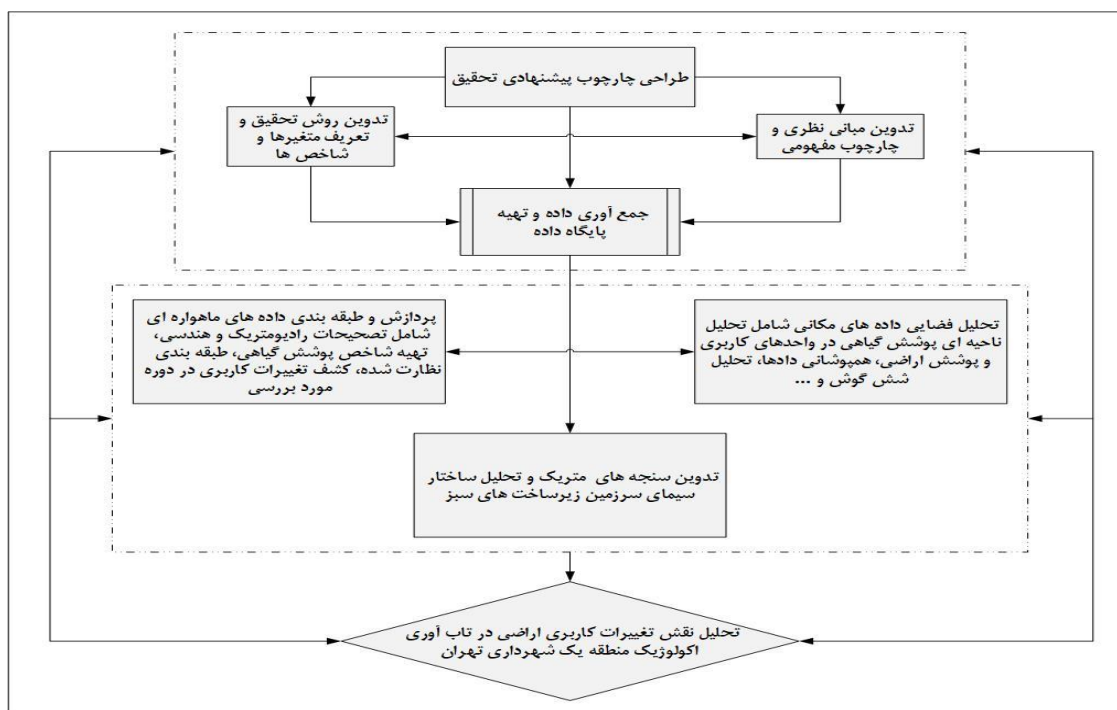 طراحی چارچوب پیشنهادی تحقیق
تدوین مبانی نظری و
چارچوب مفهومی
تدوین روش تحقیق و
تعریف متغیرها و
شاخص ها
جمع آوری داده و تهیه
پایگاه داده
تحلیل فضایی داده های مکانی شامل تحلیل
ناحیه ای پوشش گیاهی در واحدهای کاربری
و پوشش اراضی، همپوشانی دادها، تحلیل
شش گوش و ...
پردازش و طبقه بندی داده های ماهواره ای
شامل تصحیحات رادیومتریک و هندسی،
تهیه شاخص پوشش گیاهی، طبقه بندی
نظارت شده، کشف تغییرات کاربری در دوره
مورد بررسی
تدوین سنجه های متریک و تحلیل ساختار
سیمای سرزمین زیرساخت های سبز
تحلیل نقش تغییرات کاربری اراضی در تاب آوری
اکولوژیک منطقه یک شهرداری تهران